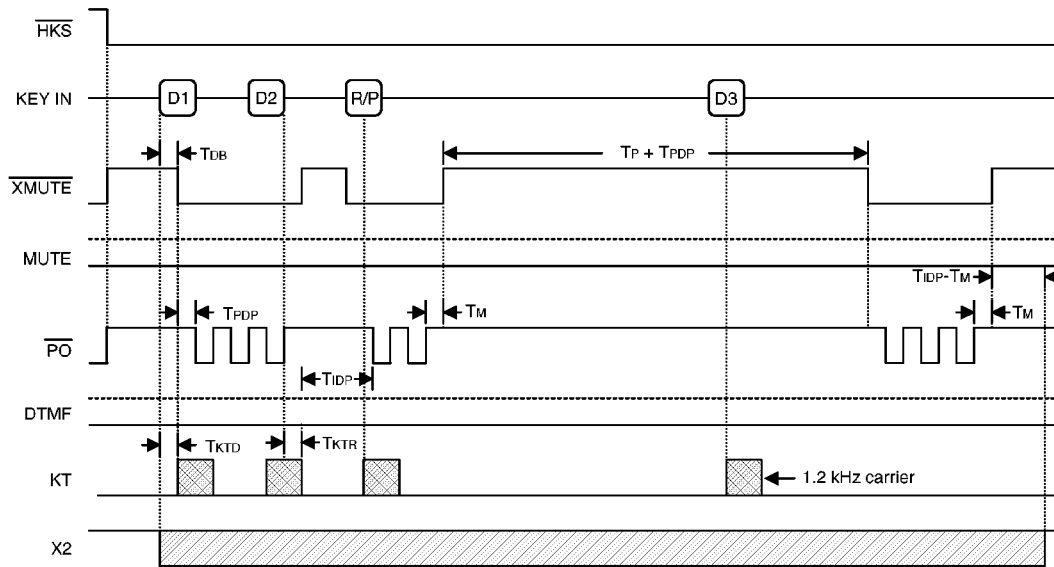 HKS
KEY IN D1 D2 R/P D3
TDB TP + TPDP
XMUTE
MUTE
TIDP-TM
TPDP TM TM
PO
TIDP
DTMF
TKTD TKTR
KT 1.2 kHz carrier
X2